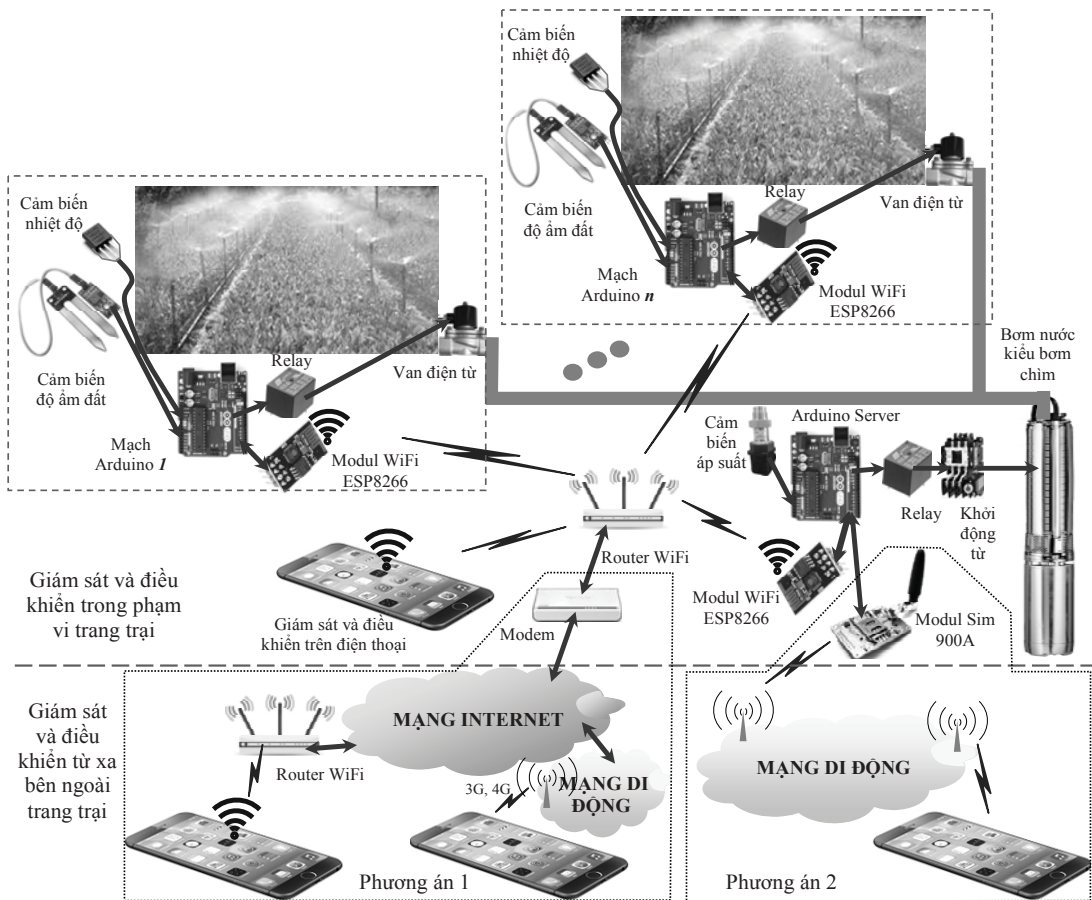 Cảm biến
nhiệt độ
Cảm biến
độ ẩm đất
Relay
Van điện từ
Mạch
Arduino n
Modul WiFi
ESP8266
Cảm biến
nhiệt độ
Cảm biến
độ ẩm đất
Relay
Van điện từ
Mạch
Arduino 1
Modul WiFi
ESP8266
Bơm nước
kiểu bơm
chìm
Arduino Server
Cảm
biến
áp suất
Relay
Khởi
động
từ
Router WiFi
Modul WiFi
ESP8266
Modul Sim
900A
Giám sát và điều
khiển trong phạm
vi trang trại
Giám sát và điều
khiển trên điện thoại
Modem
Giám sát
và điều
khiển từ xa
bên ngoài
trang trại
MẠNG INTERNET
Router WiFi
3G, 4G
MẠNG DI
ĐỘNG
MẠNG DI ĐỘNG
Phương án 1
Phương án 2